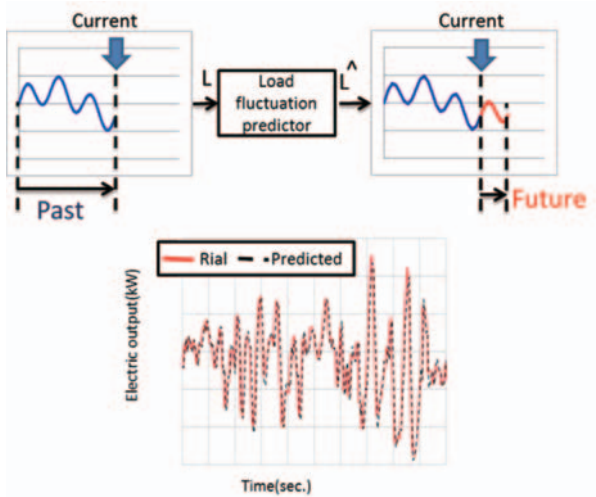 Current
Current
L
Load
fluctuation
predictor
L^
Past
Future
Rial
Predicted
Electric output(kW)
Time(sec.)